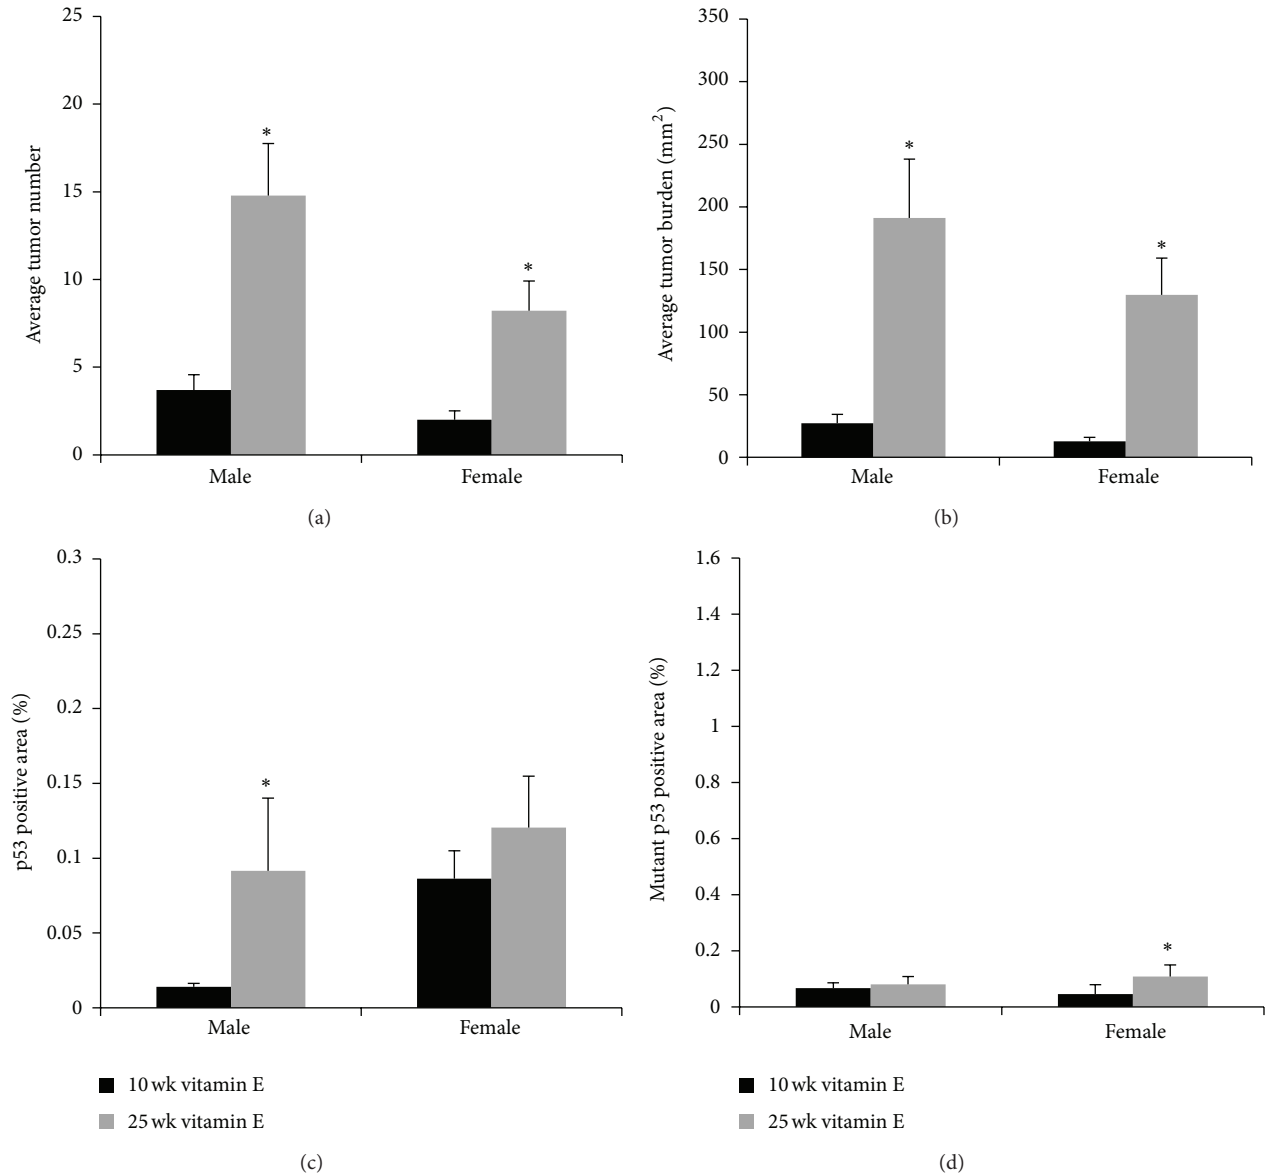 25
20
15
10
5
0
Average tumor number
*
*
Male
Female
(a)
350
300
250
200
150
100
50
0
Average tumor burden (mm²)
*
*
Male
Female
(b)
0.3
0.25
0.2
0.15
0.1
0.05
0
p53 positive area (%)
*
Male
Female
10 wk vitamin E
25 wk vitamin E
(c)
1.6
1.4
1.2
1
0.8
0.6
0.4
0.2
0
Mutant p53 positive area (%)
*
Male
Female
10 wk vitamin E
25 wk vitamin E
(d)